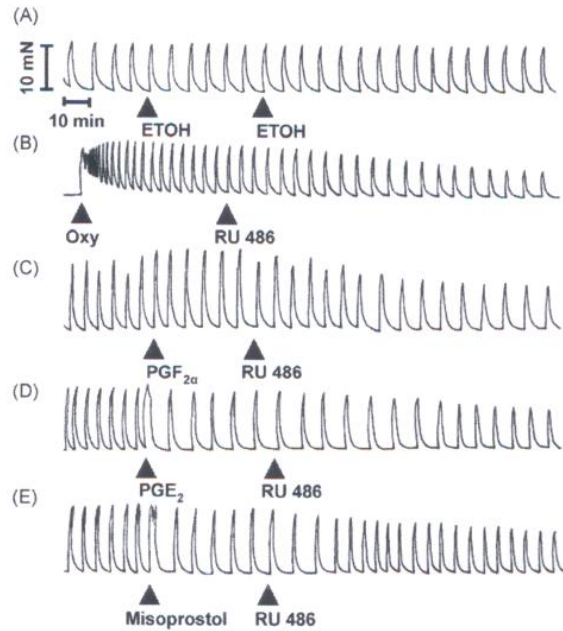 (A)
10 mN
10 min
ETOH ETOH
(B)
Oxy RU 486
(C)
PGF2α RU 486
(D)
PGE2 RU 486
(E)
Misoprostol RU 486